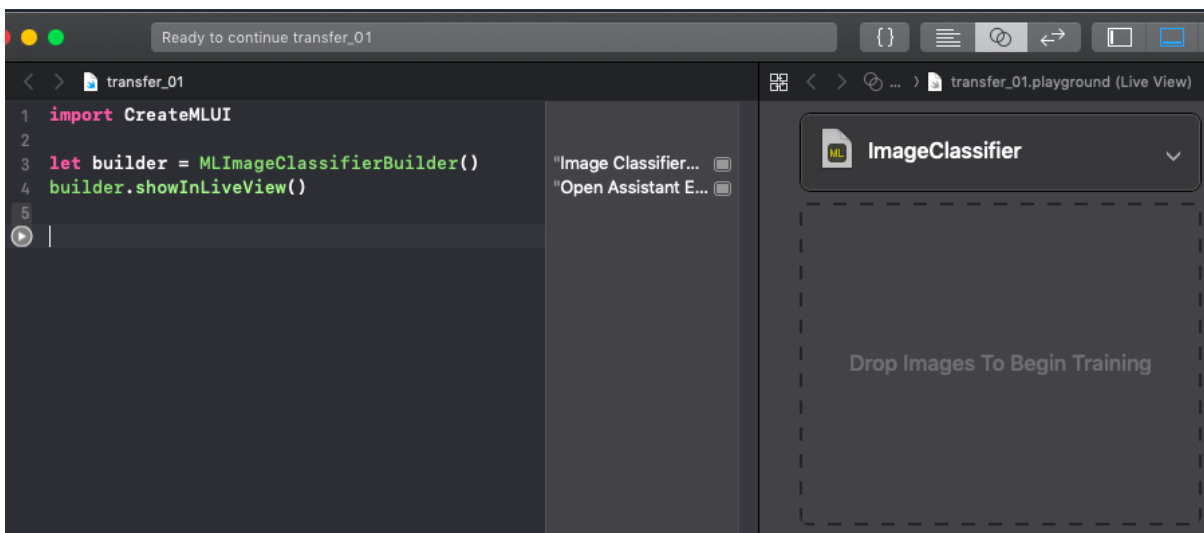 Ready to continue transfer_01
{}
transfer_01
... transfer_01.playground (Live View)
1 import CreateMLUI
2
3 let builder = MLImageClassifierBuilder()
4 builder.showInLiveView()
5
"Image Classifier...
"Open Assistant E...
ML ImageClassifier
Drop Images To Begin Training